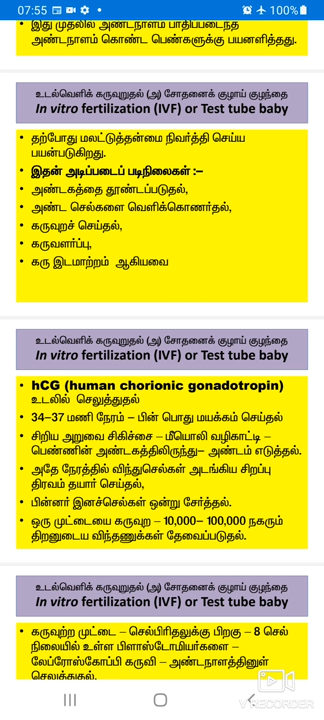 07:55
100%
• இது முதலில் அண்டநாளம் பாதிப்படைந்த
அண்டநாளம் கொண்ட பெண்களுக்கு பயனளித்தது.
உடல்வெளிக் கருவுறுதல் (அ) சோதனைக் குழாய் குழந்தை
In vitro fertilization (IVF) or Test tube baby
• தற்போது மலட்டுத்தன்மை நிவர்த்தி செய்ய
பயன்படுகிறது.
• இதன் அடிப்படைப் படிநிலைகள் :–
• அண்டகத்தை தூண்டப்படுதல்,
• அண்ட செல்களை வெளிக்கொணர்தல்,
• கருவுறச் செய்தல்,
• கருவளர்ப்பு,
• கரு இடமாற்றம் ஆகியவை
உடல்வெளிக் கருவுறுதல் (அ) சோதனைக் குழாய் குழந்தை
In vitro fertilization (IVF) or Test tube baby
• hCG (human chorionic gonadotropin)
உடலில் செலுத்துதல்
• 34–37 மணி நேரம் – பின் பொது மயக்கம் செய்தல்
• சிறிய அறுவை சிகிச்சை – மீயொலி வழிகாட்டி –
பெண்ணின் அண்டகத்திலிருந்து– அண்டம் எடுத்தல்.
• அதே நேரத்தில் விந்துசெல்கள் அடங்கிய சிறப்பு
திரவம் தயார் செய்தல்,
• பின்னர் இனச்செல்கள் ஒன்று சேர்த்தல்.
• ஒரு முட்டையை கருவுற – 10,000– 100,000 நகரும்
திறனுடைய விந்தணுக்கள் தேவைப்படுதல்.
உடல்வெளிக் கருவுறுதல் (அ) சோதனைக் குழாய் குழந்தை
In vitro fertilization (IVF) or Test tube baby
• கருவுற்ற முட்டை – செல்பிரிதலுக்கு பிறகு – 8 செல்
நிலையில் உள்ள பிளாஸ்டோமியர்களை –
லேப்ரோஸ்கோப்பி கருவி – அண்டநாளத்தினுள்
செலுத்துதல்.
V RECORDER